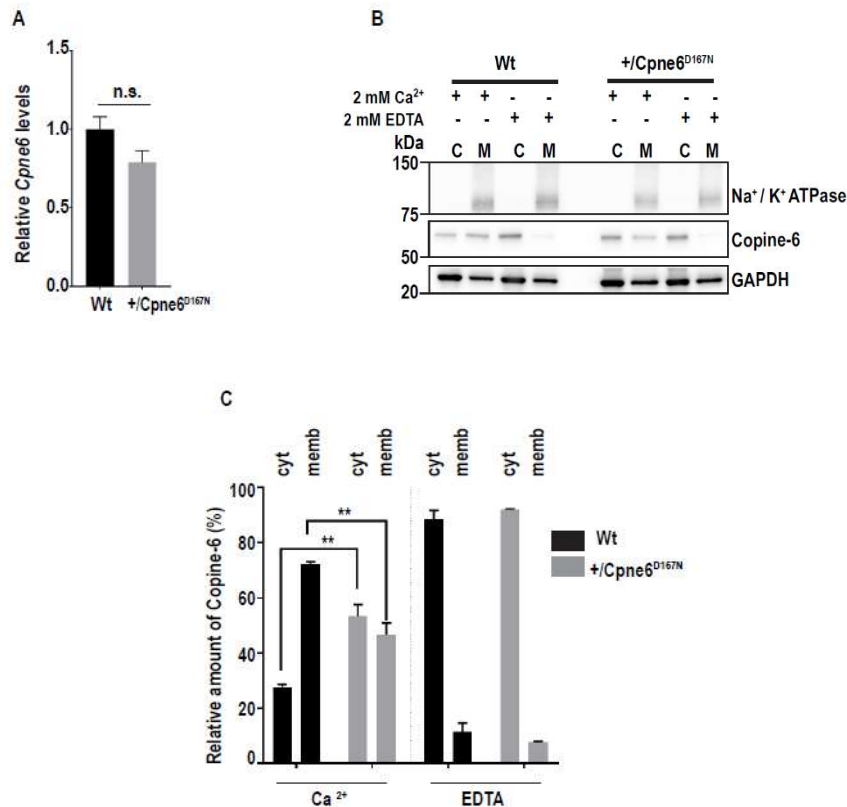 A
Relative Cpne6 levels
1.5
1.0
0.5
0.0
n.s.
Wt
+/Cpne6D167N
B
Wt
+/Cpne6D167N
2 mM Ca2+ + + - - + + - -
2 mM EDTA - - + + - - + +
kDa C M C M C M C M
150
75
Na+ / K+ ATPase
50
Copine-6
20
GAPDH
C
cyt memb cyt memb cyt memb cyt memb
Relative amount of Copine-6 (%)
100
80
60
40
20
0
**
**
Wt
+/Cpne6D167N
Ca 2+
EDTA